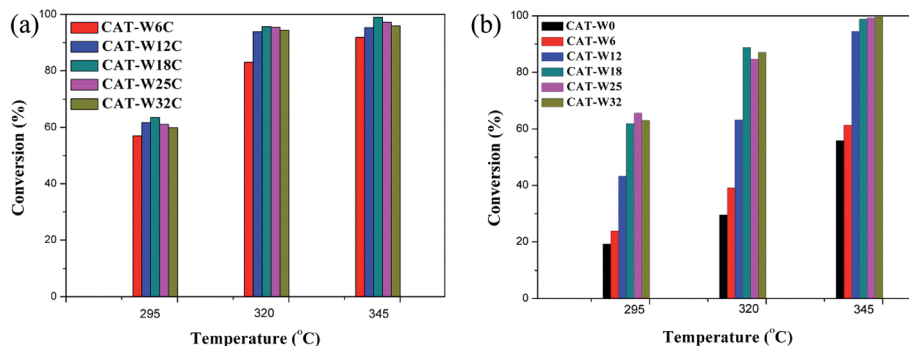 (a)
CAT-W6C
CAT-W12C
CAT-W18C
CAT-W25C
CAT-W32C
100
80
60
40
20
0
Conversion (%)
295
320
345
Temperature (°C)
(b)
CAT-W0
CAT-W6
CAT-W12
CAT-W18
CAT-W25
CAT-W32
100
80
60
40
20
0
Conversion (%)
295
320
345
Temperature (°C)